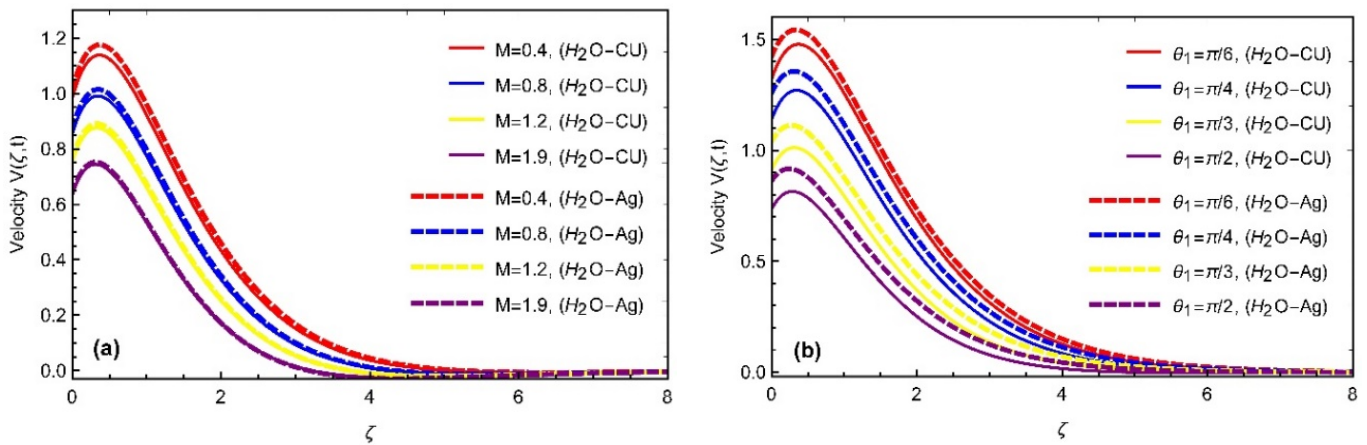 1.2
1.0
0.8
0.6
0.4
0.2
0.0
Velocity V(ζ,t)
M=0.4, (H₂O−CU)
M=0.8, (H₂O−CU)
M=1.2, (H₂O−CU)
M=1.9, (H₂O−CU)
M=0.4, (H₂O−Ag)
M=0.8, (H₂O−Ag)
M=1.2, (H₂O−Ag)
M=1.9, (H₂O−Ag)
(a)
0 2 4 6 8
ζ
1.5
1.0
0.5
0.0
Velocity V(ζ,t)
θ₁=π/6, (H₂O−CU)
θ₁=π/4, (H₂O−CU)
θ₁=π/3, (H₂O−CU)
θ₁=π/2, (H₂O−CU)
θ₁=π/6, (H₂O−Ag)
θ₁=π/4, (H₂O−Ag)
θ₁=π/3, (H₂O−Ag)
θ₁=π/2, (H₂O−Ag)
(b)
0 2 4 6 8
ζ